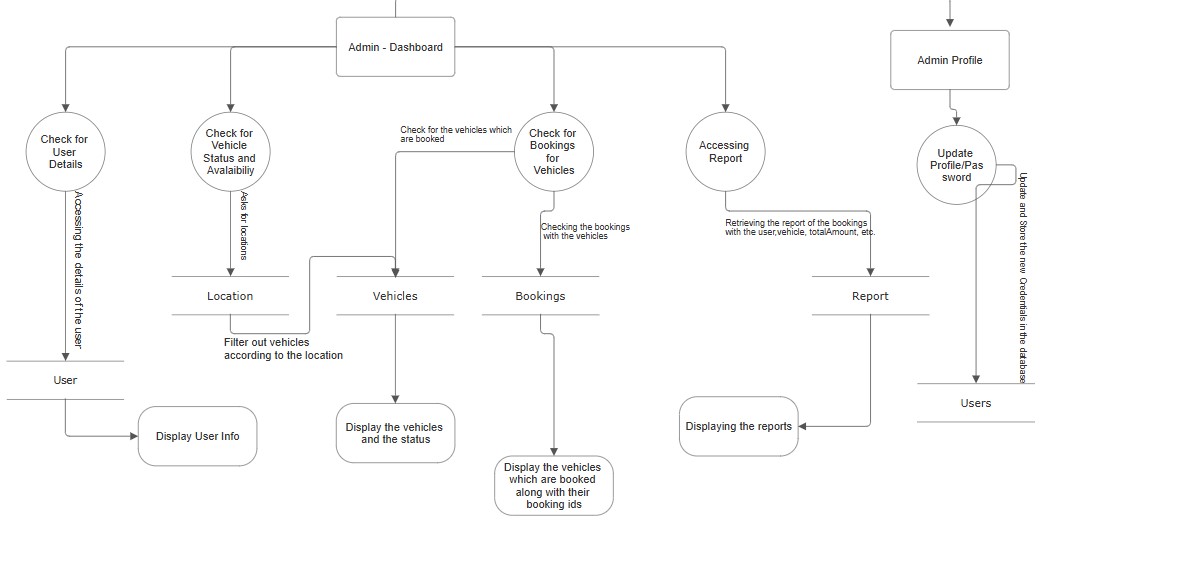 Admin - Dashboard
Admin Profile
Check for
User
Details
Check for
Vehicle
Status and
Avalaibiliy
Check for the vehicles which
are booked
Check for
Bookings
for
Vehicles
Accessing
Report
Update
Profile/Pas
sword
Accessing the details of the user
Asks for locations
Checking the bookings
with the vehicles
Retrieving the report of the bookings
with the user,vehicle, totalAmount, etc.
Update and Store the new Credentials in the database
Location
Vehicles
Bookings
Report
Filter out vehicles
according to the location
User
Users
Display User Info
Display the vehicles
and the status
Displaying the reports
Display the vehicles
which are booked
along with their
booking ids